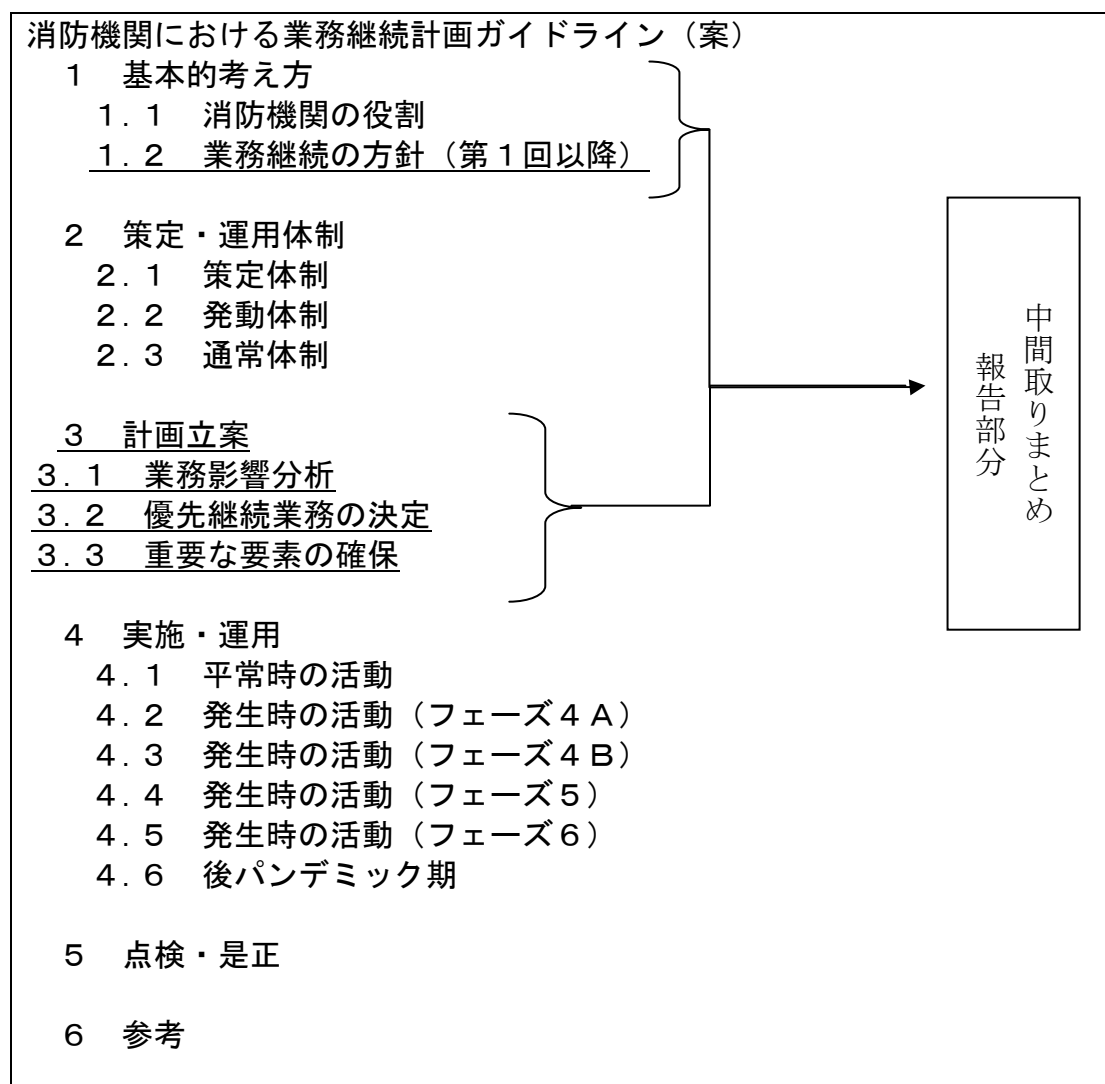 消防機関における業務継続計画ガイドライン（案）
１　基本的考え方
１．１　消防機関の役割
１．２　業務継続の方針（第１回以降）
２　策定・運用体制
２．１　策定体制
２．２　発動体制
２．３　通常体制
３　計画立案
３．１　業務影響分析
３．２　優先継続業務の決定
３．３　重要な要素の確保
４　実施・運用
４．１　平常時の活動
４．２　発生時の活動（フェーズ４Ａ）
４．３　発生時の活動（フェーズ４Ｂ）
４．４　発生時の活動（フェーズ５）
４．５　発生時の活動（フェーズ６）
４．６　後パンデミック期
５　点検・是正
６　参考
中間取りまとめ
報告部分